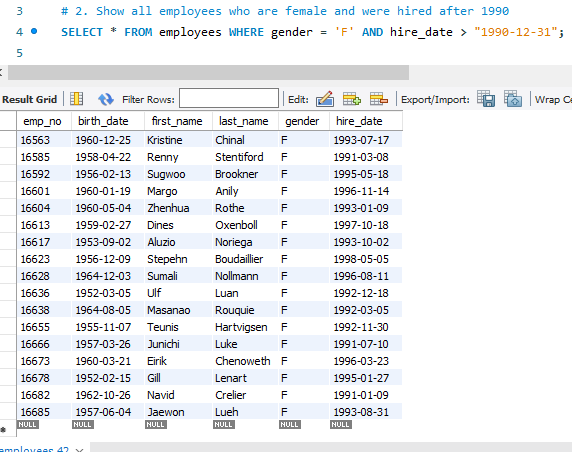 3 # 2. Show all employees who are female and were hired after 1990
4 SELECT * FROM employees WHERE gender = 'F' AND hire_date > "1990-12-31";
5
Result Grid Filter Rows: Edit: Export/Import: Wrap Ce
emp_no birth_date first_name last_name gender hire_date
16563 1960-12-25 Kristine Chinal F 1993-07-17
16585 1958-04-22 Renny Stentiford F 1991-03-08
16592 1956-02-13 Sugwoo Brookner F 1995-05-18
16601 1960-01-19 Margo Anily F 1996-11-14
16604 1960-05-04 Zhenhua Rothe F 1993-01-09
16613 1959-02-27 Dines Oxenboll F 1997-10-18
16617 1953-09-02 Aluzio Noriega F 1993-10-02
16623 1956-12-09 Stepehn Boudaillier F 1998-05-05
16628 1964-12-03 Sumali Nollmann F 1996-08-11
16636 1952-03-05 Ulf Luan F 1992-12-18
16638 1964-08-05 Masanao Rouquie F 1992-03-05
16655 1955-11-07 Teunis Hartvigsen F 1992-11-30
16666 1957-03-26 Junichi Luke F 1991-07-10
16673 1960-03-21 Eirik Chenoweth F 1996-03-23
16678 1952-02-15 Gill Lenart F 1995-01-27
16682 1962-10-26 Navid Crelier F 1991-01-09
16685 1957-06-04 Jaewon Lueh F 1993-08-31
* NULL NULL NULL NULL NULL NULL
employees 42